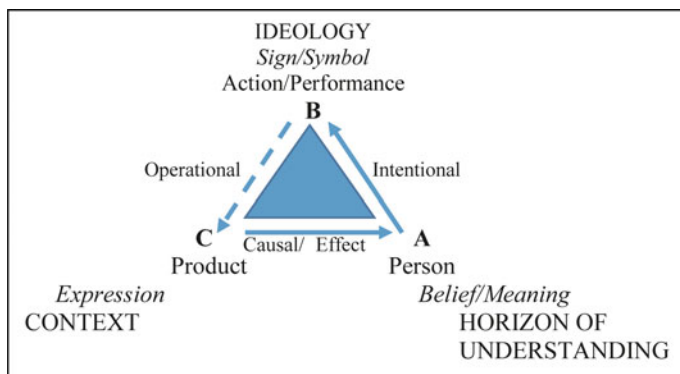 IDEOLOGY
Sign/Symbol
Action/Performance
B
Operational
Intentional
C
Causal/ Effect
A
Product
Person
Expression
Belief/Meaning
CONTEXT
HORIZON OF
UNDERSTANDING